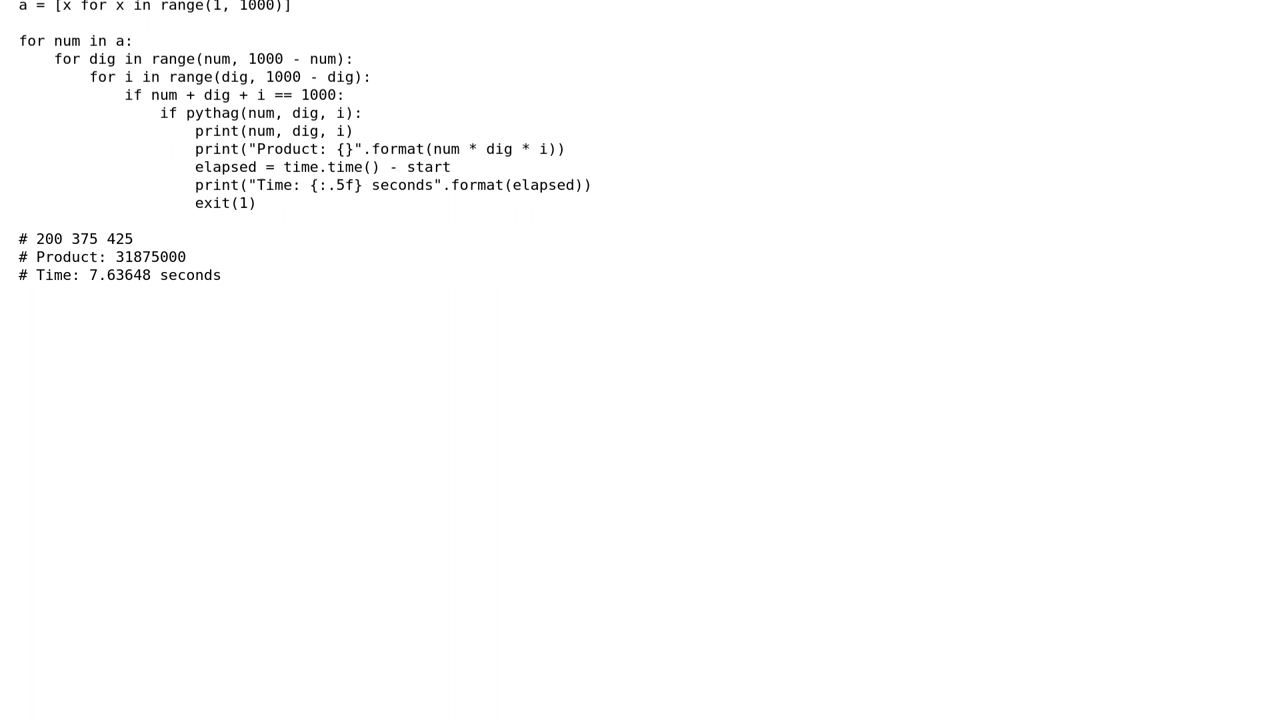 a = [x for x in range(1, 1000)]

for num in a:
    for dig in range(num, 1000 - num):
        for i in range(dig, 1000 - dig):
            if num + dig + i == 1000:
                if pythag(num, dig, i):
                    print(num, dig, i)
                    print("Product: {}".format(num * dig * i))
                    elapsed = time.time() - start
                    print("Time: {:.5f} seconds".format(elapsed))
                    exit(1)

# 200 375 425
# Product: 31875000
# Time: 7.63648 seconds